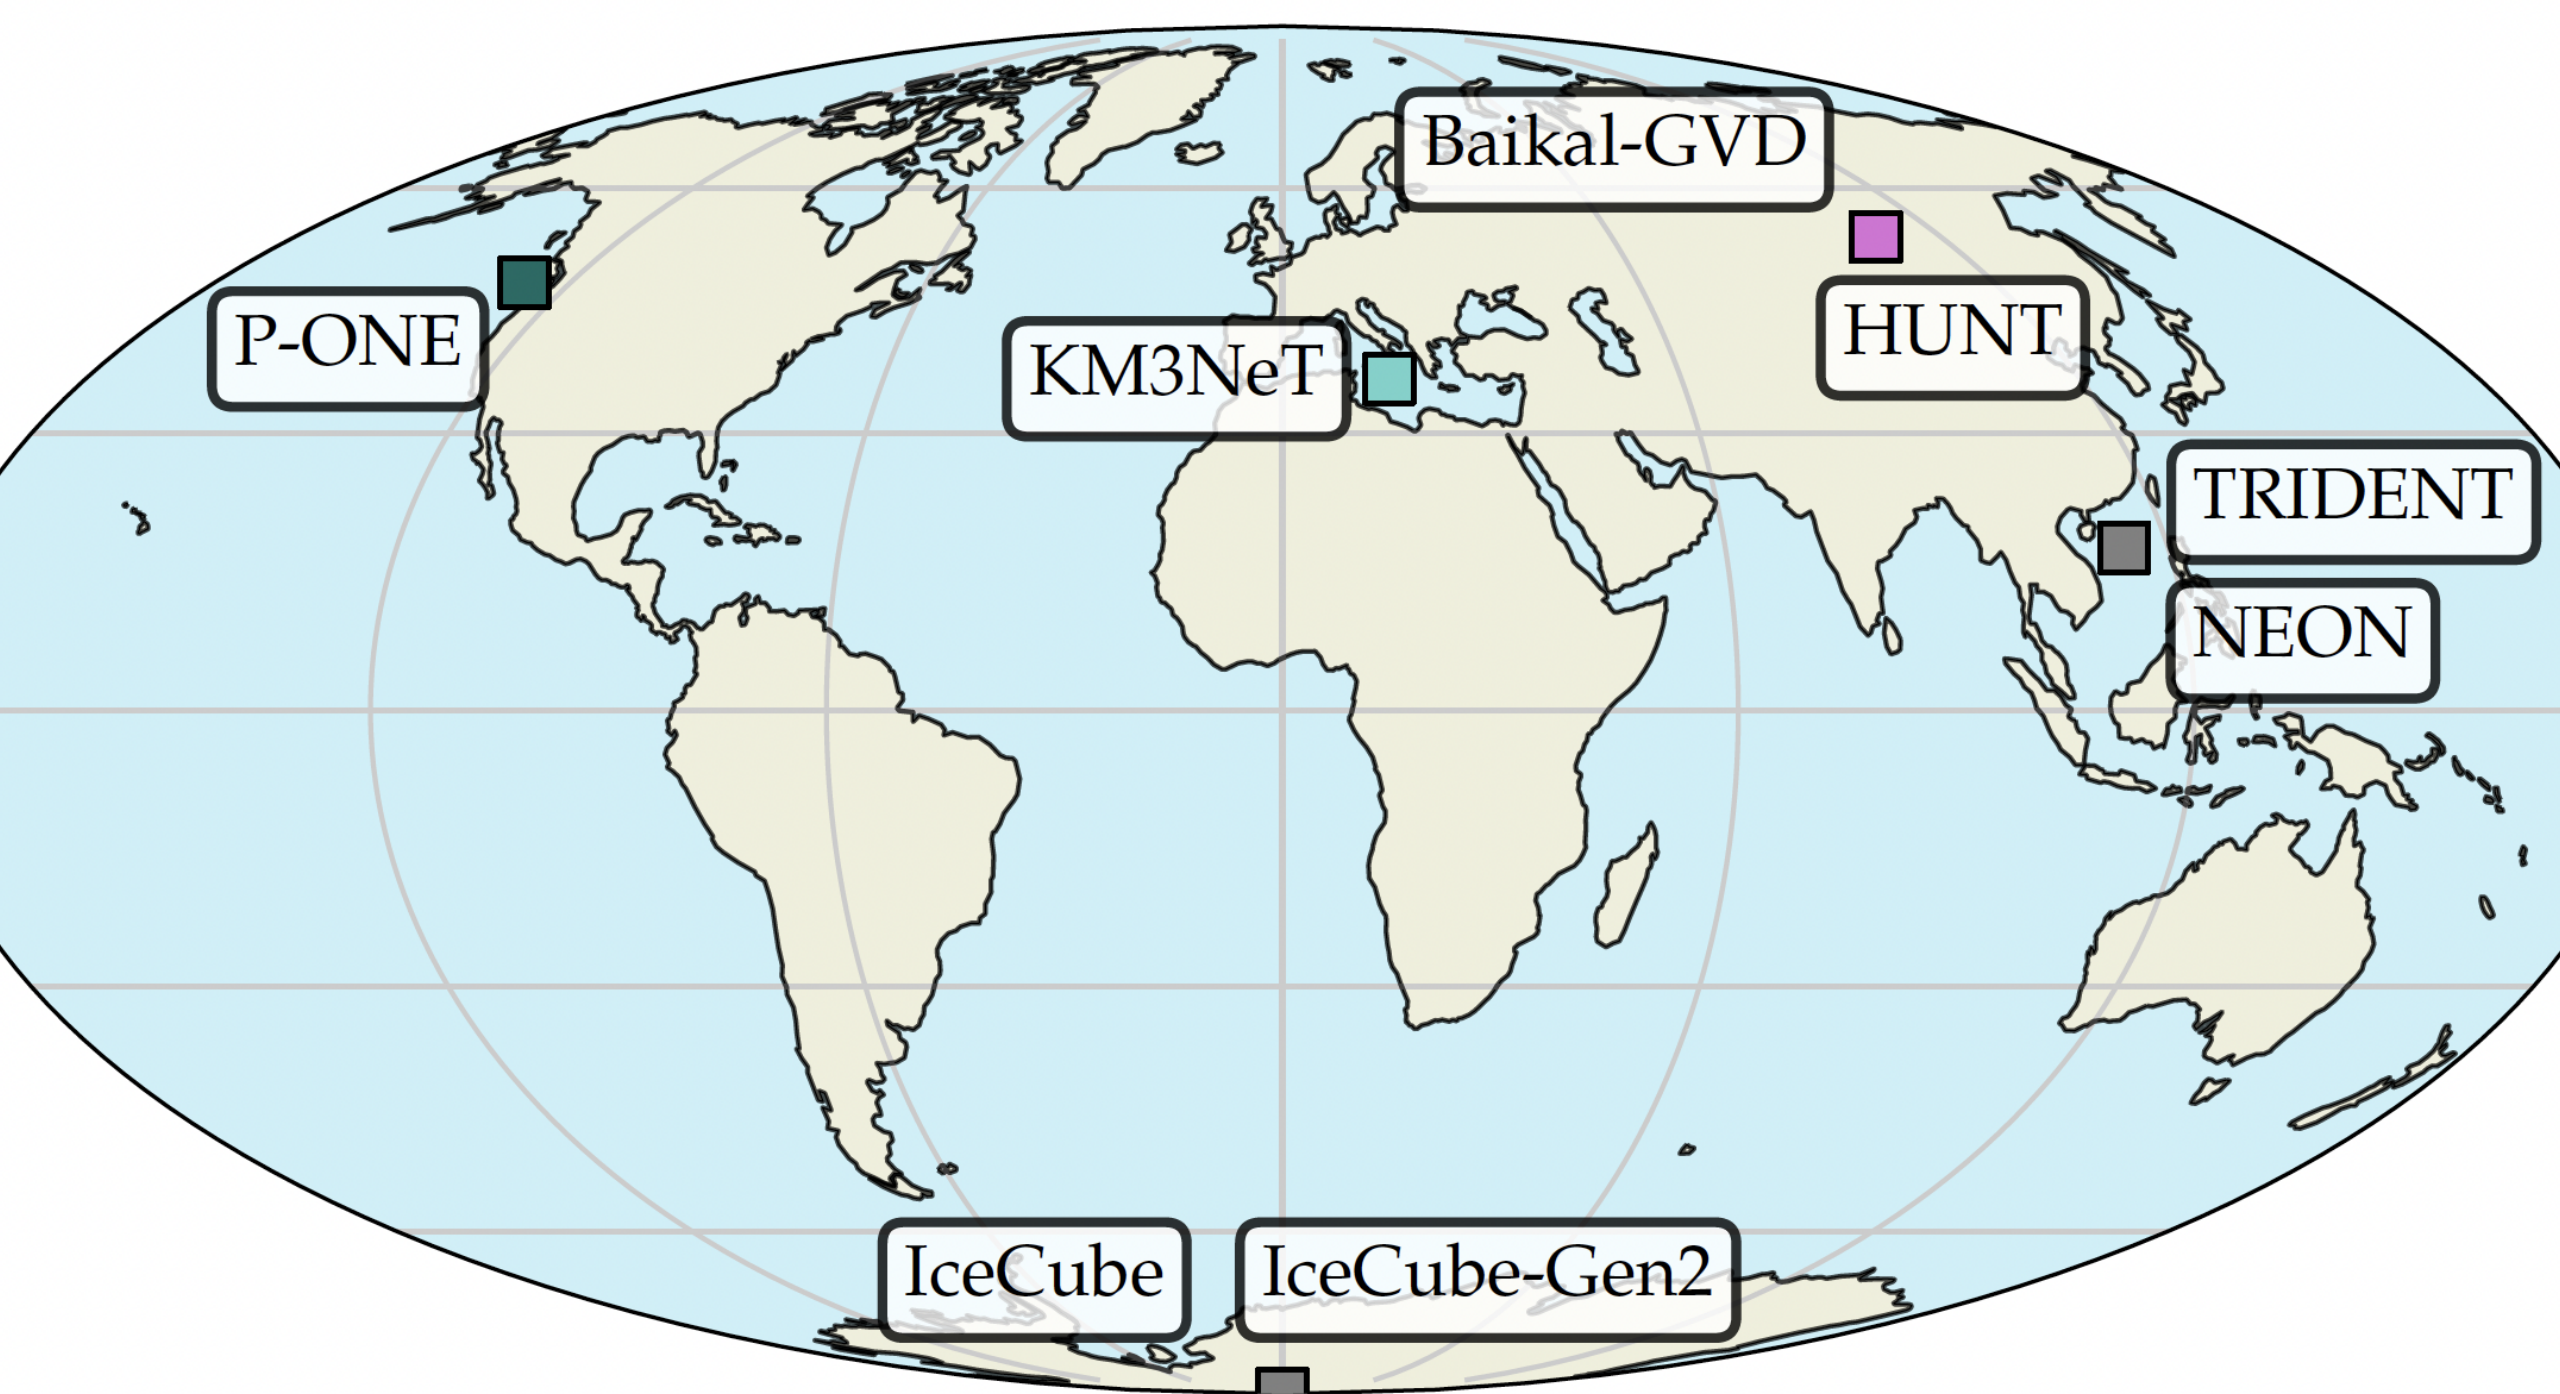 Baikal-GVD
P-ONE
HUNT
KM3NeT
TRIDENT
NEON
IceCube
IceCube-Gen2